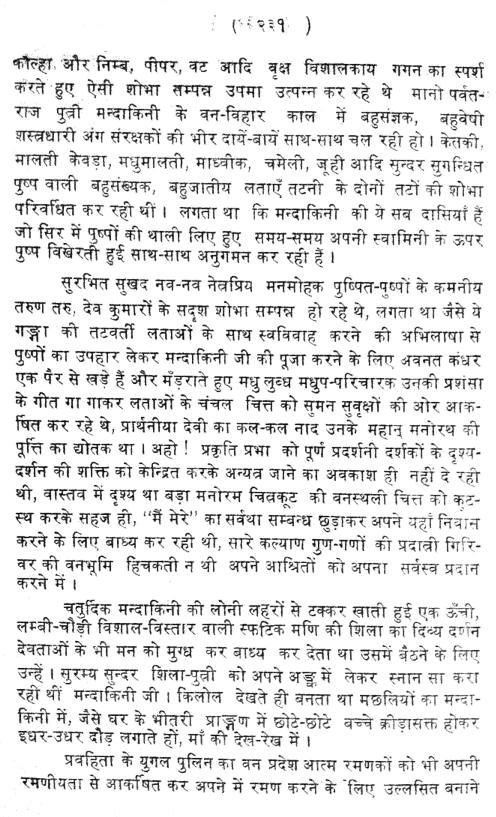 ( २३१ )
कौल्हा और निम्ब, पीपर, वट आदि वृक्ष विशालकाय गगन का स्पर्श
करते हुए ऐसी शोभा सम्पन्न उपमा उत्पन्न कर रहे थे मानो पर्वत-
राज पुत्री मन्दाकिनी के वन-विहार काल में बहुसंज्ञक, बहुवेषी
शस्त्रधारी अंग संरक्षकों की भीर दायें-बायें साथ-साथ चल रही हो । केतकी,
मालती केवड़ा, मधुमालती, माध्वीक, चमेली, जूही आदि सुन्दर सुगन्धित
पुष्प वाली बहुसंख्यक, बहुजातीय लताएँ तटनी के दोनों तटों की शोभा
परिवर्धित कर रही थीं । लगता था कि मन्दाकिनी की ये सब दासियाँ हैं
जो सिर में पुष्पों की थाली लिए हुए समय-समय अपनी स्वामिनी के ऊपर
पुष्प विखेरती हुई साथ-साथ अनुगमन कर रही हैं ।
सुरभित सुखद नव-नव नेत्रप्रिय मनमोहक पुष्पित-पुष्पों के कमनीय
तरुण तरु, देव कुमारों के सदृश शोभा सम्पन्न हो रहे थे, लगता था जैसे ये
गङ्गा की तटवर्ती लताओं के साथ स्वविवाह करने की अभिलाषा से
पुष्पों का उपहार लेकर मन्दाकिनी जी की पूजा करने के लिए अवनत कंधर
एक पैर से खड़े हैं और मँड़राते हुए मधु लुब्ध मधुप-परिचारक उनकी प्रशंसा
के गीत गा गाकर लताओं के चंचल चित्त को सुमन सुवृक्षों की ओर आक-
र्षित कर रहे थे, प्रार्थनीया देवी का कल-कल नाद उनके महान् मनोरथ की
पूर्त्ति का द्योतक था । अहो ! प्रकृति प्रभा को पूर्ण प्रदर्शनी दर्शकों के दृश्य-
दर्शन की शक्ति को केन्द्रित करके अन्यत्र जाने का अवकाश ही नहीं दे रही
थी, वास्तव में दृश्य था बड़ा मनोरम चित्रकूट की वनस्थली चित्त को कूट-
स्थ करके सहज ही, "मैं मेरे" का सर्वथा सम्बन्ध छुड़ाकर अपने यहाँ निवास
करने के लिए बाध्य कर रही थी, सारे कल्याण गुण-गणों की प्रदात्री गिरि-
वर की वनभूमि हिचकती न थी अपने आश्रितों को अपना सर्वस्व प्रदान
करने में ।
चतुर्दिक मन्दाकिनी की लोनी लहरों से टक्कर खाती हुई एक ऊँची,
लम्वी-चौड़ी विशाल-विस्तार वाली स्फटिक मणि की शिला का दिव्य दर्शन
देवताओं के भी मन को मुग्ध कर बाध्य कर देता था उसमें बैठने के लिए
उन्हें । सुरम्य सुन्दर शिला-पुत्री को अपने अङ्क में लेकर स्नान सा करा
रही थीं मन्दाकिनी जी । किलोल देखते ही बनता था मछलियों का मन्दा-
किनी में, जैसे घर के भीतरी प्राङ्गण में छोटे-छोटे वच्चे क्रीड़ासक्त होकर
इधर-उधर दौड़ लगाते हों, माँ की देख-रेख में ।
प्रवहिता के युगल पुलिन का वन प्रदेश आत्म रमणकों को भी अपनी
रमणीयता से आकर्षित कर अपने में रमण करने के लिए उल्लसित बनाने